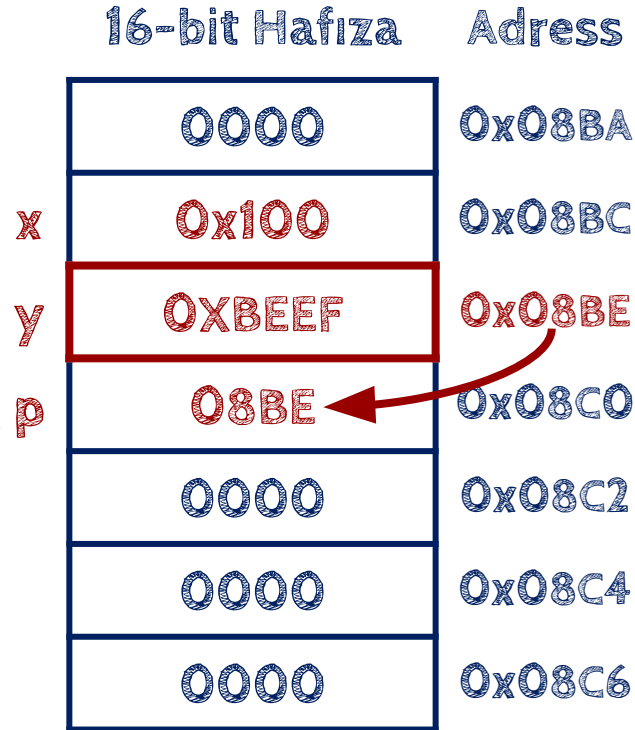 16-bit Hafıza Adress
0000 0x08BA
x 0x100 0x08BC
y 0XBEEF 0x08BE
p 08BE 0x08C0
0000 0x08C2
0000 0x08C4
0000 0x08C6